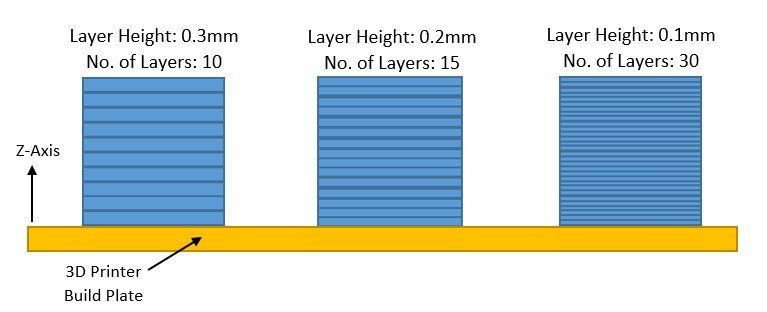 Layer Height: 0.3mm
No. of Layers: 10
Layer Height: 0.2mm
No. of Layers: 15
Layer Height: 0.1mm
No. of Layers: 30
Z-Axis
3D Printer
Build Plate